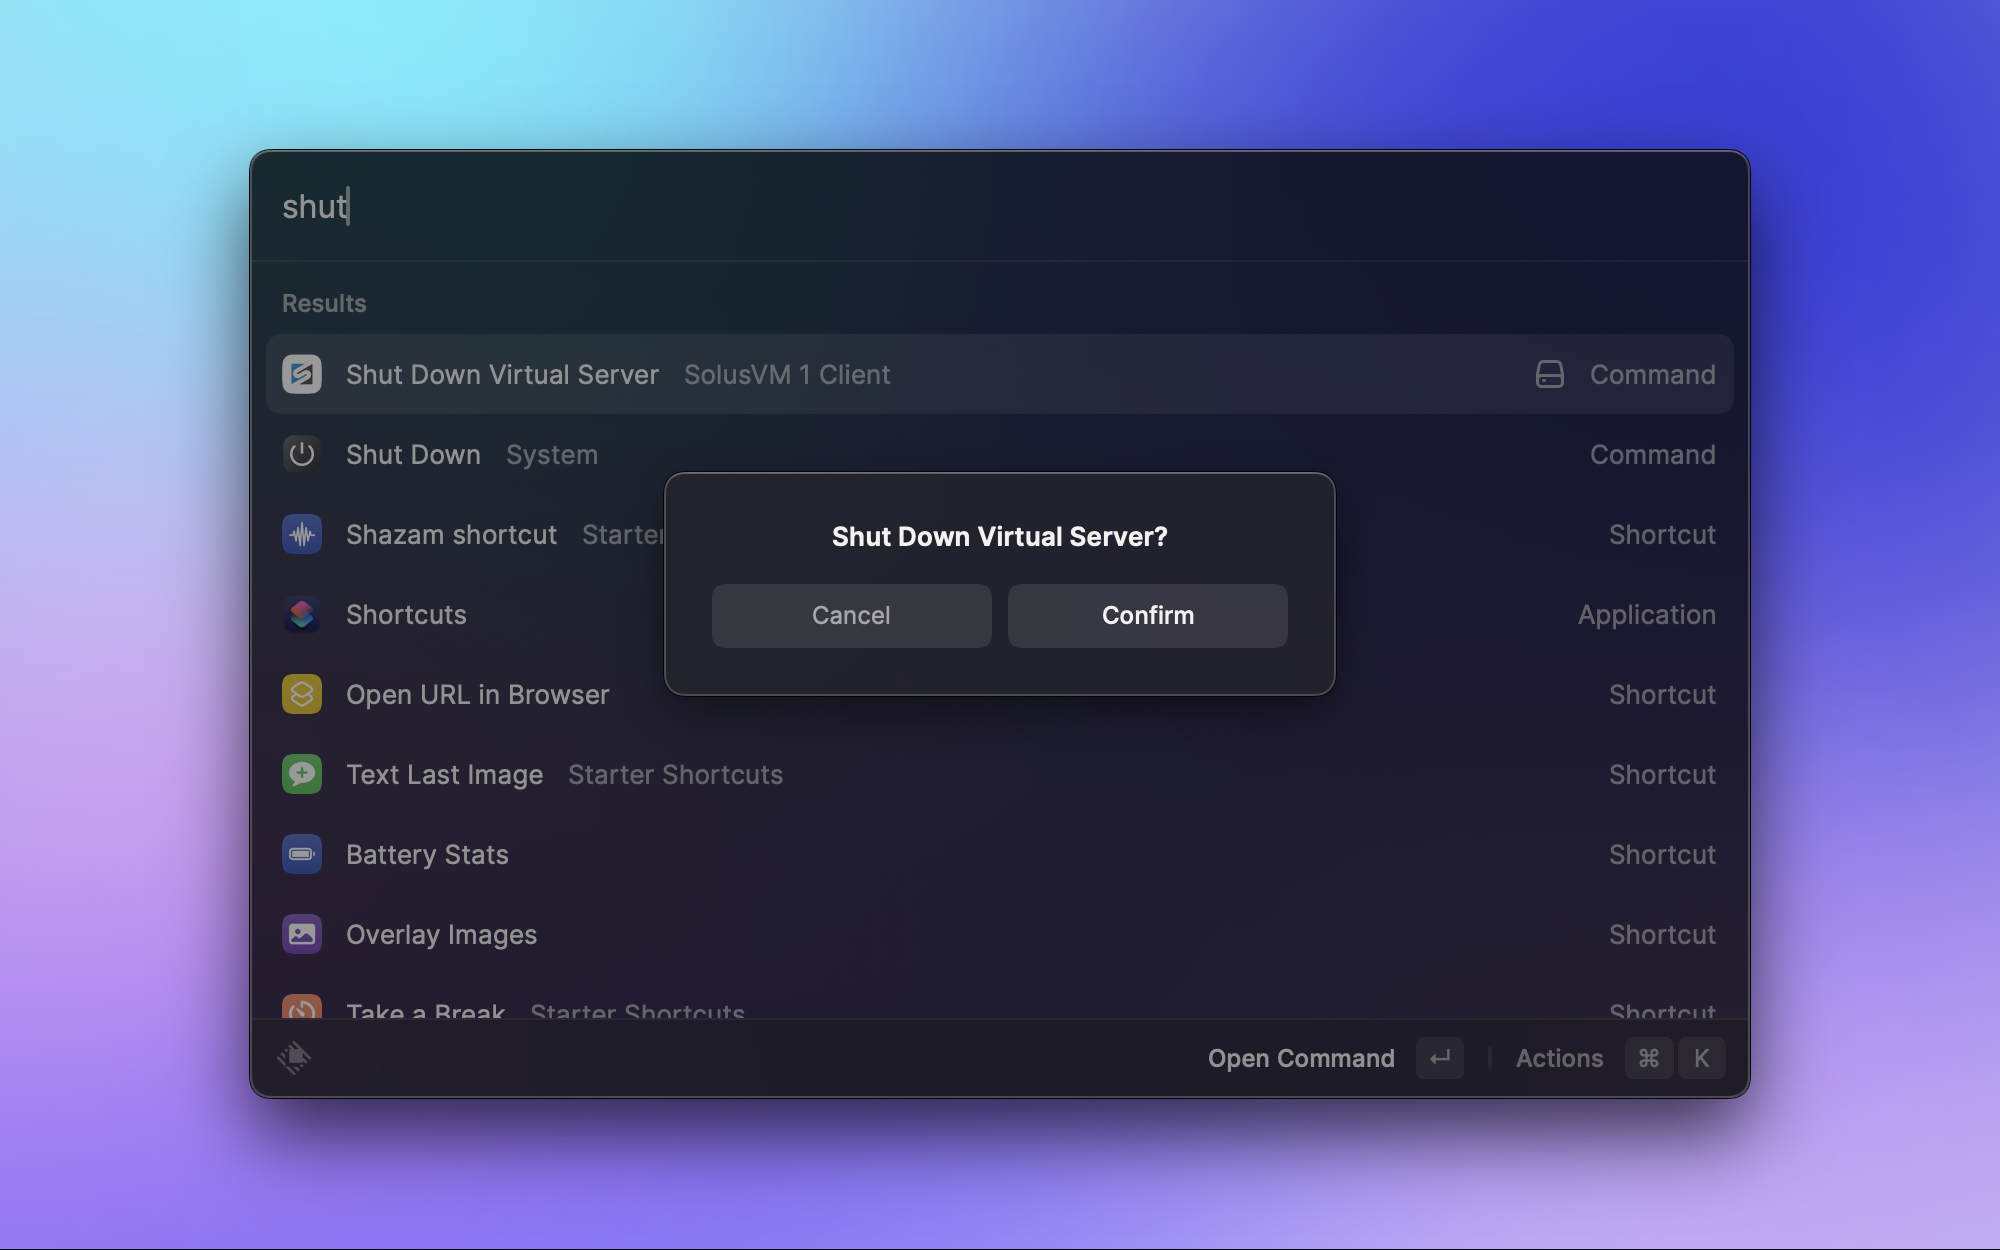 shut
Results
Shut Down Virtual Server SolusVM 1 Client Command
Shut Down System Command
Shazam shortcut Starter Shortcut
Shut Down Virtual Server?
Cancel Confirm
Shortcuts Application
Open URL in Browser Shortcut
Text Last Image Starter Shortcuts Shortcut
Battery Stats Shortcut
Overlay Images Shortcut
Take a Break Starter Shortcuts Shortcut
Open Command ↵ Actions ⌘ K